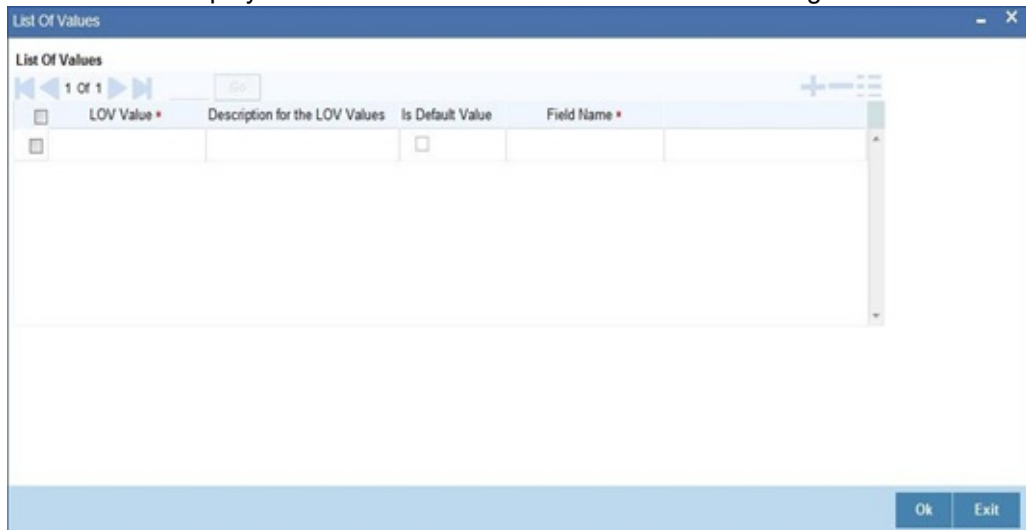 List Of Values
List Of Values
1 Of 1 Go
LOV Value * Description for the LOV Values Is Default Value Field Name *
Ok Exit